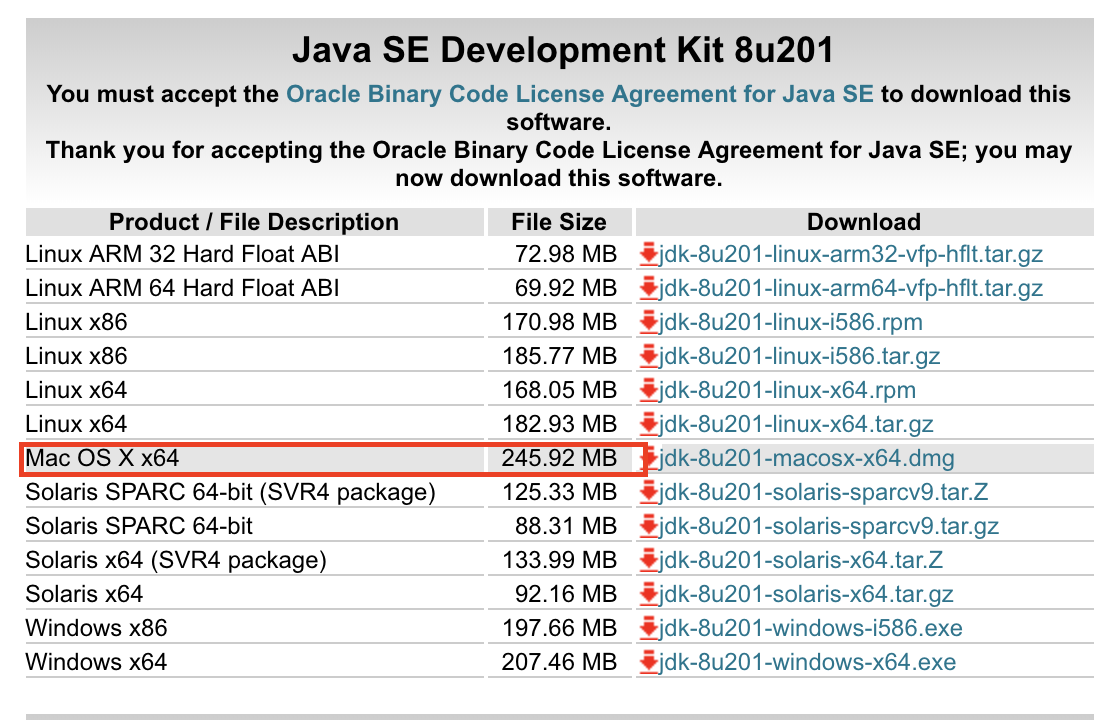 Java SE Development Kit 8u201
You must accept the Oracle Binary Code License Agreement for Java SE to download this
software.
Thank you for accepting the Oracle Binary Code License Agreement for Java SE; you may
now download this software.
Product / File Description File Size Download
Linux ARM 32 Hard Float ABI 72.98 MB jdk-8u201-linux-arm32-vfp-hflt.tar.gz
Linux ARM 64 Hard Float ABI 69.92 MB jdk-8u201-linux-arm64-vfp-hflt.tar.gz
Linux x86 170.98 MB jdk-8u201-linux-i586.rpm
Linux x86 185.77 MB jdk-8u201-linux-i586.tar.gz
Linux x64 168.05 MB jdk-8u201-linux-x64.rpm
Linux x64 182.93 MB jdk-8u201-linux-x64.tar.gz
Mac OS X x64 245.92 MB jdk-8u201-macosx-x64.dmg
Solaris SPARC 64-bit (SVR4 package) 125.33 MB jdk-8u201-solaris-sparcv9.tar.Z
Solaris SPARC 64-bit 88.31 MB jdk-8u201-solaris-sparcv9.tar.gz
Solaris x64 (SVR4 package) 133.99 MB jdk-8u201-solaris-x64.tar.Z
Solaris x64 92.16 MB jdk-8u201-solaris-x64.tar.gz
Windows x86 197.66 MB jdk-8u201-windows-i586.exe
Windows x64 207.46 MB jdk-8u201-windows-x64.exe